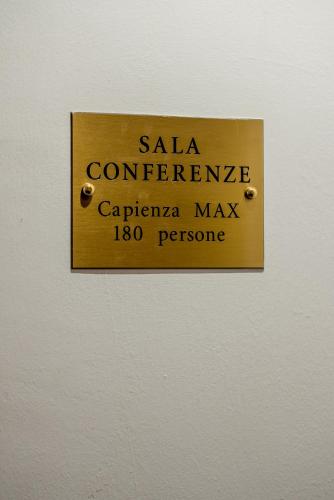 SALA
CONFERENZE
Capienza MAX
180 persone